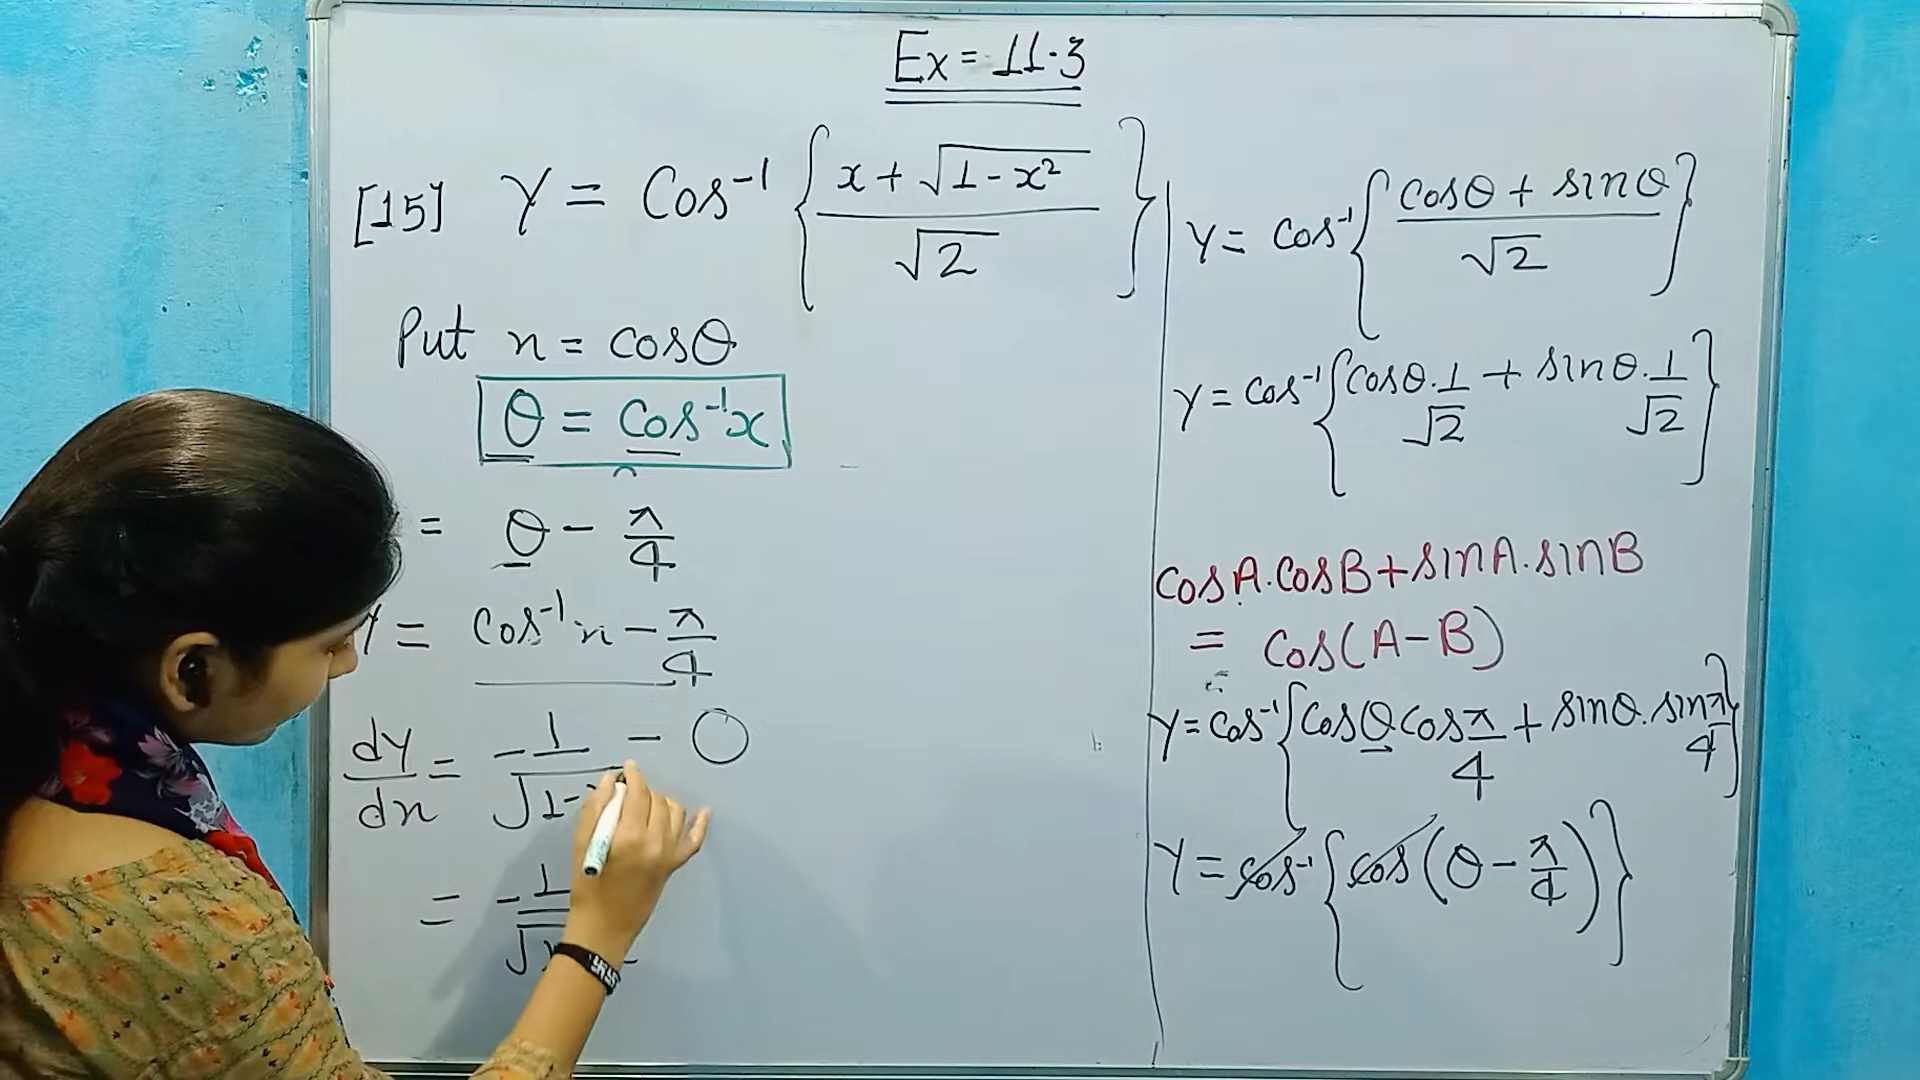 Ex = 11.3
[15] Y = Cos⁻¹ { x + √1-x² / √2 }
Put x = cosθ
θ = cos⁻¹x
= θ - π/4
Y = cos⁻¹x - π/4
dy/dx = -1/√1- - 0
= -1/√
Y = cos⁻¹ { cosθ + sinθ / √2 }
Y = cos⁻¹ { cosθ. 1/√2 + sinθ. 1/√2 }
cosA.cosB + sinA.sinB
= cos(A-B)
Y = cos⁻¹ { cosθ cos π/4 + sinθ. sin π/4 }
Y = cos⁻¹ { cos (θ - π/4) }